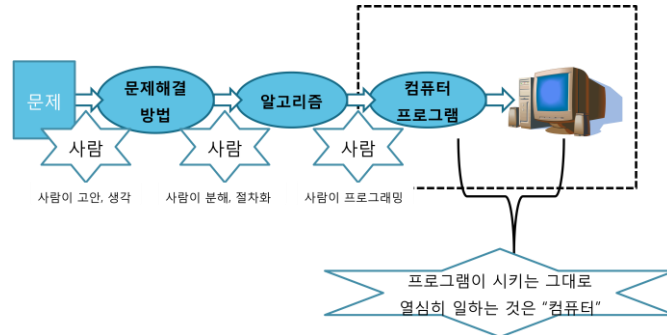 문제
문제해결
방법
알고리즘
컴퓨터
프로그램
사람
사람
사람
사람이 고안, 생각
사람이 분해, 절차화
사람이 프로그래밍
프로그램이 시키는 그대로
열심히 일하는 것은 “컴퓨터”